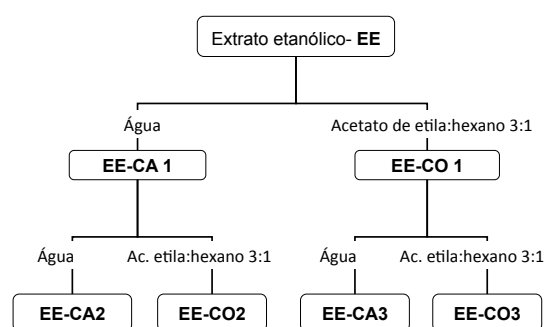 Extrato etanólico- EE
Água
Acetato de etila:hexano 3:1
EE-CA 1
EE-CO 1
Água
Ac. etila:hexano 3:1
Água
Ac. etila:hexano 3:1
EE-CA2
EE-CO2
EE-CA3
EE-CO3